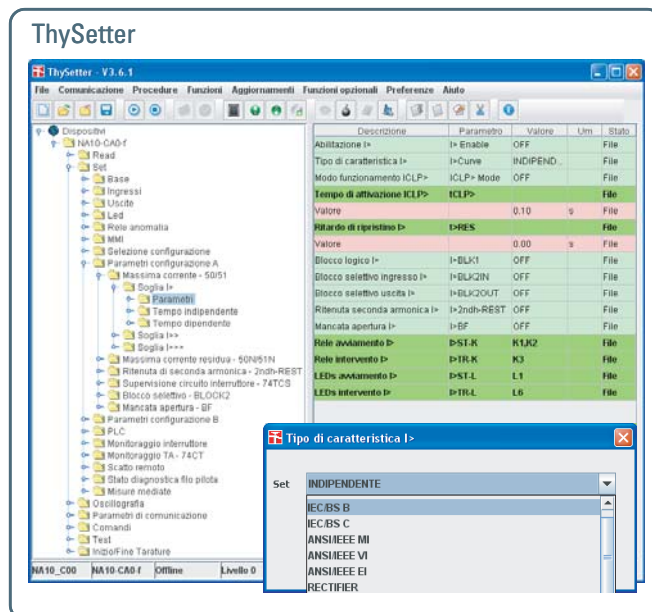 ThySetter
ThySetter - V3.6.1
File Comunicazione Procedure Funzioni Aggiornamenti Funzioni opzionali Preferenze Aiuto
Dispositivi
NA10-CA0-f
Read
Set
Base
Ingressi
Uscite
Led
Rele anomalia
MMI
Selezione configurazione
Parametri configurazione A
Massima corrente - 50/51
Soglia I>
Parametri
Tempo indipendente
Tempo dipendente
Soglia I>>
Soglia I>>>
Massima corrente residua - 50N/51N
Ritenuta di seconda armonica - 2ndh-REST
Supervisione circuito interruttore - 74TCS
Blocco selettivo - BLOCK2
Mancata apertura - BF
Parametri configurazione B
PLC
Monitoraggio interruttore
Monitoraggio TA - 74CT
Scatto remoto
Stato diagnostica filo pilota
Misure mediate
Oscillografia
Parametri di comunicazione
Comandi
Test
Inizio/Fine Tarature
Descrizione Parametro Valore Um Stato
Abilitazione I> I> Enable OFF File
Tipo di caratteristica I> I>Curve INDIPEND... File
Modo funzionamento ICLP> ICLP> Mode OFF File
Tempo di attivazione ICLP> tCLP> File
Valore 0.10 s File
Ritardo di ripristino I> t>RES File
Valore 0.00 s File
Blocco logico I> I>BLK1 OFF File
Blocco selettivo ingresso I> I>BLK2IN OFF File
Blocco selettivo uscita I> I>BLK2OUT OFF File
Ritenuta seconda armonica I> I>2ndh-REST OFF File
Mancata apertura I> I>BF OFF File
Rele avviamento I> I>ST-K K1,K2 File
Rele intervento I> I>TR-K K3 File
LEDs avviamento I> I>ST-L L1 File
LEDs intervento I> I>TR-L L6 File
NA10_C00 NA10-CA0-f Offline Livello 0
Tipo di caratteristica I>
Set INDIPENDENTE
IEC/BS B
IEC/BS C
ANSI/IEEE MI
ANSI/IEEE VI
ANSI/IEEE EI
RECTIFIER